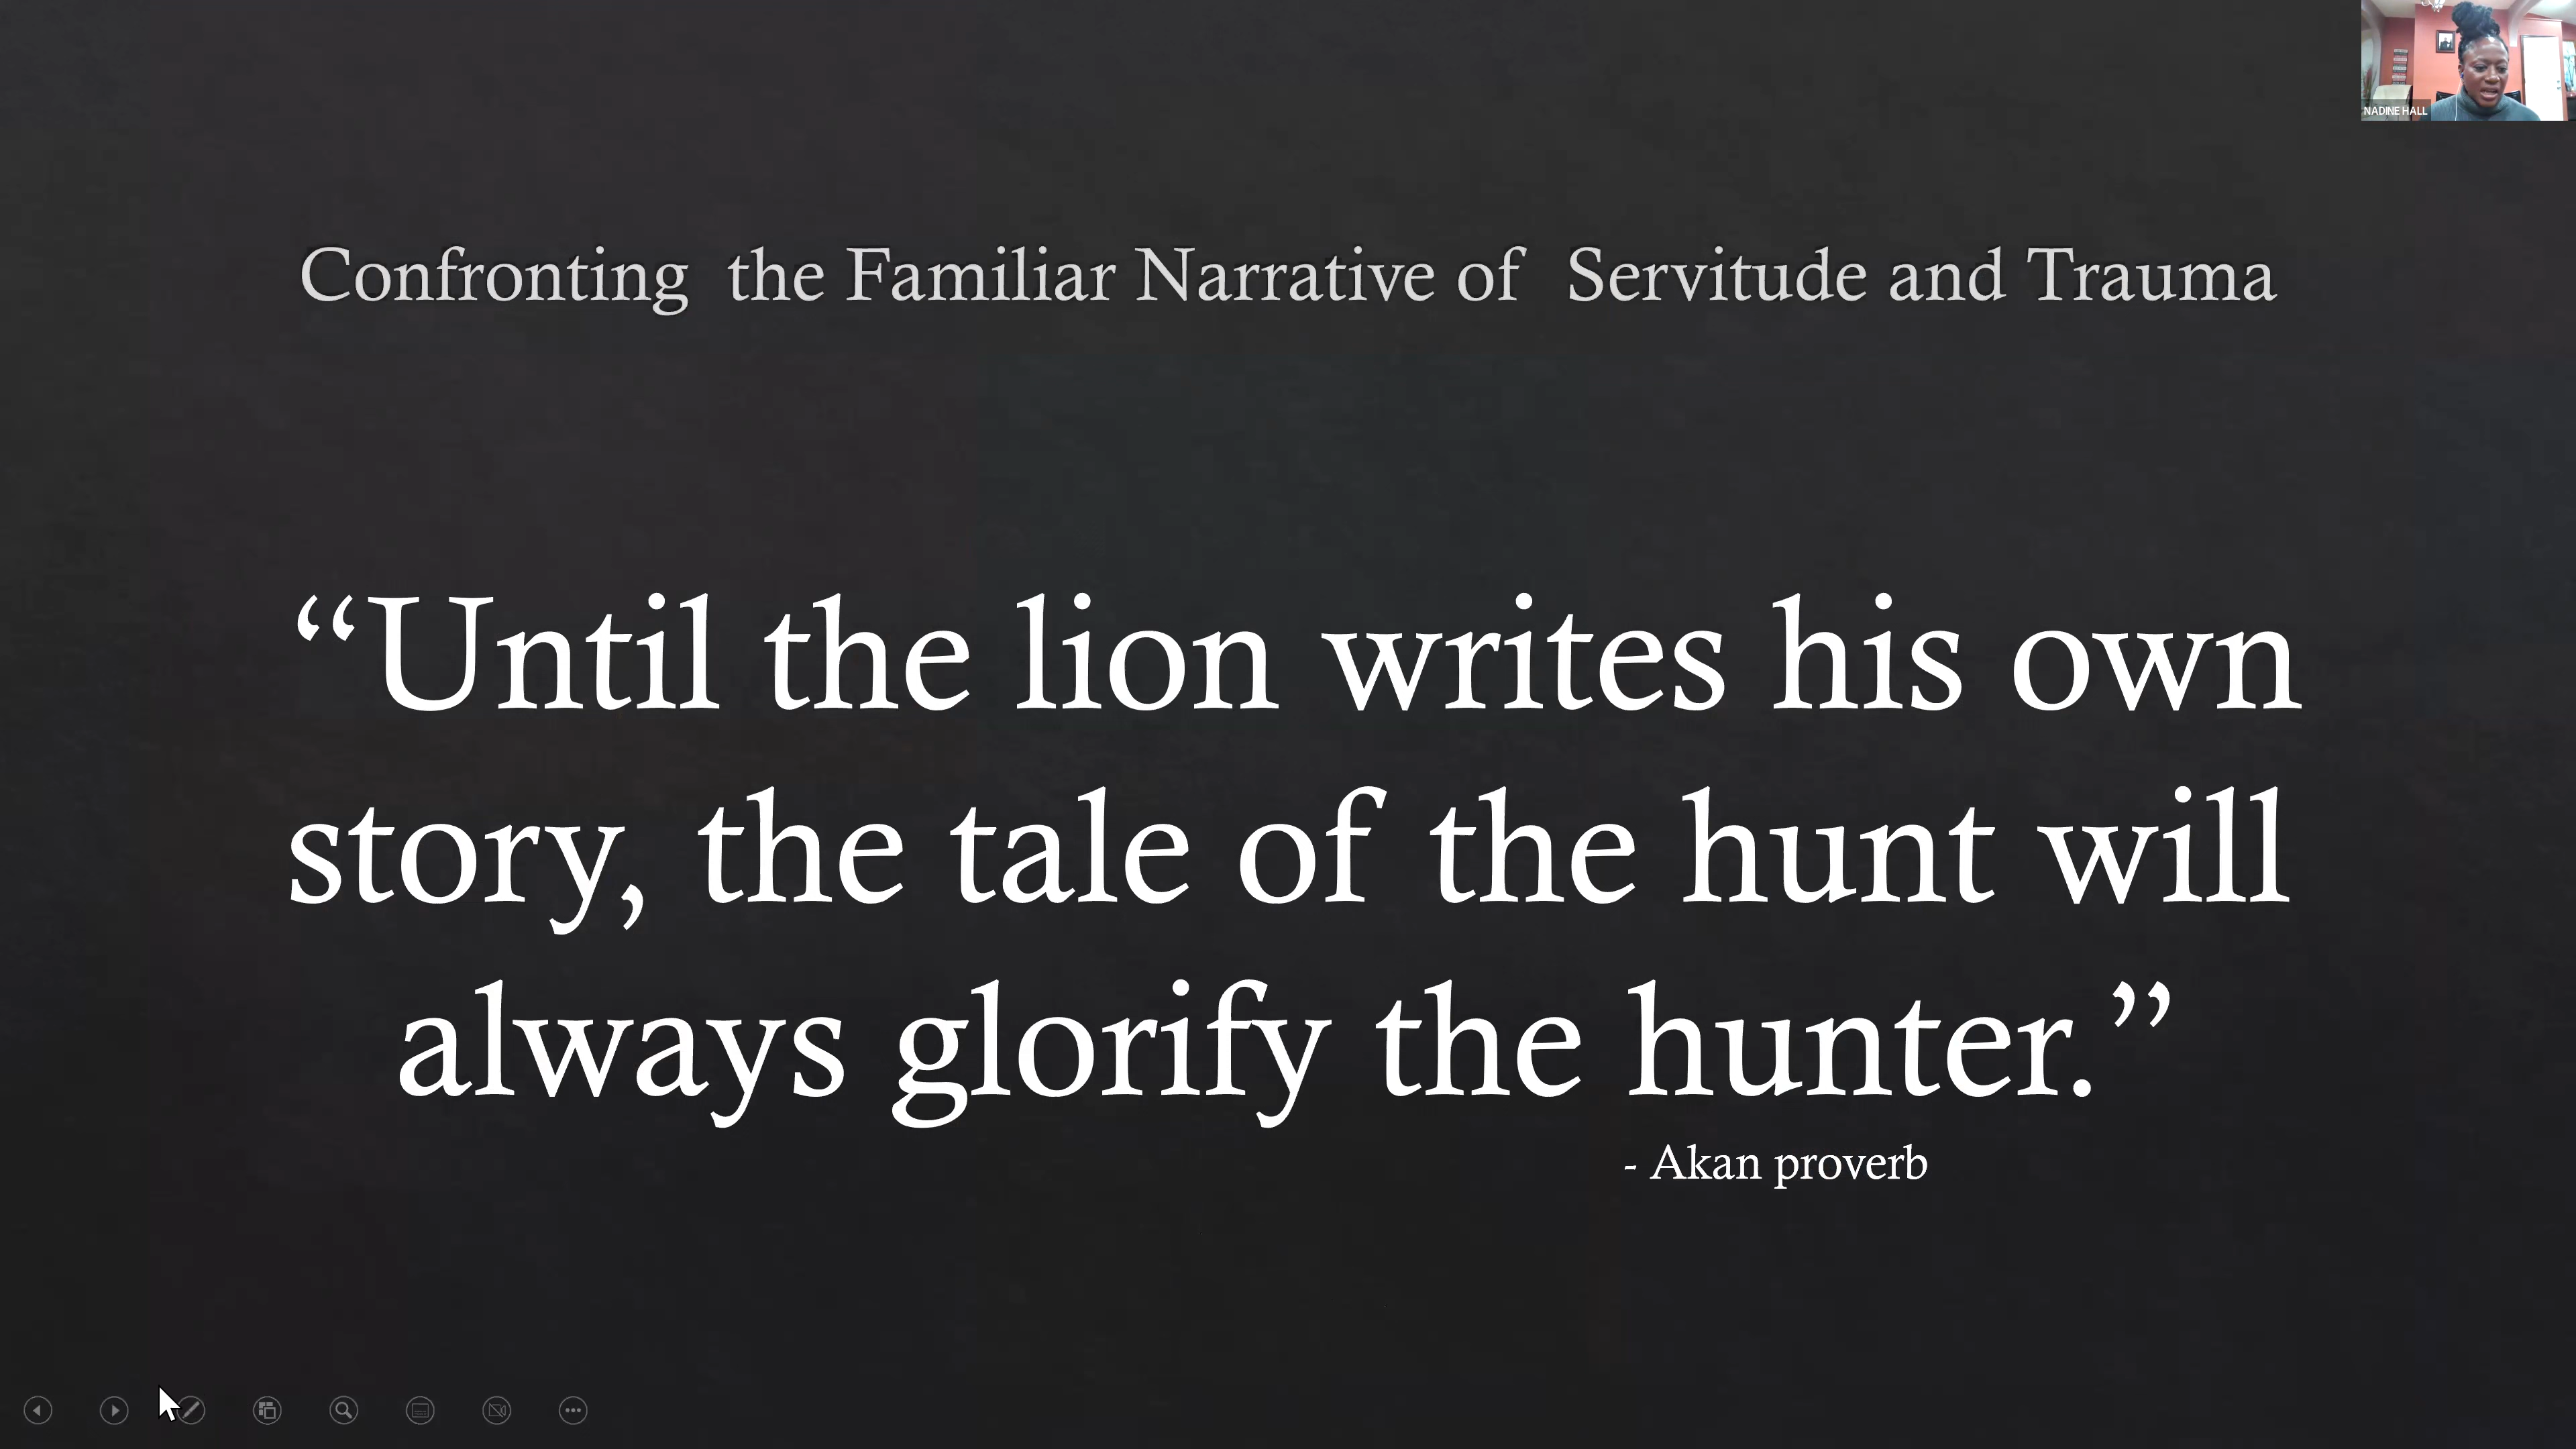 NADINE HALL
Confronting  the Familiar Narrative of  Servitude and Trauma
“Until the lion writes his own
story, the tale of the hunt will
always glorify the hunter.”
- Akan proverb